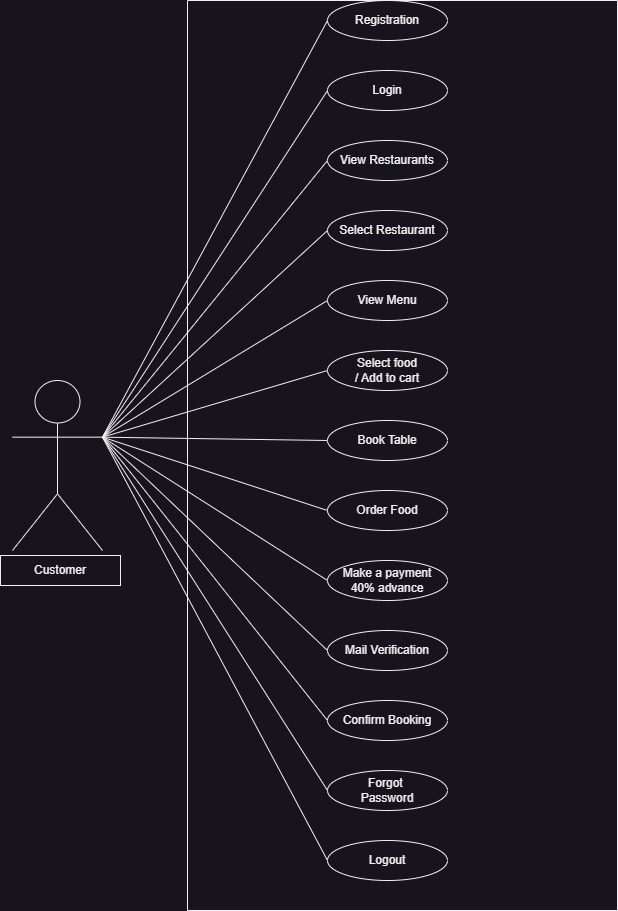 Registration
Login
View Restaurants
Select Restaurant
View Menu
Select food
/ Add to cart
Book Table
Order Food
Make a payment
40% advance
Customer
Mail Verification
Confirm Booking
Forgot
Password
Logout